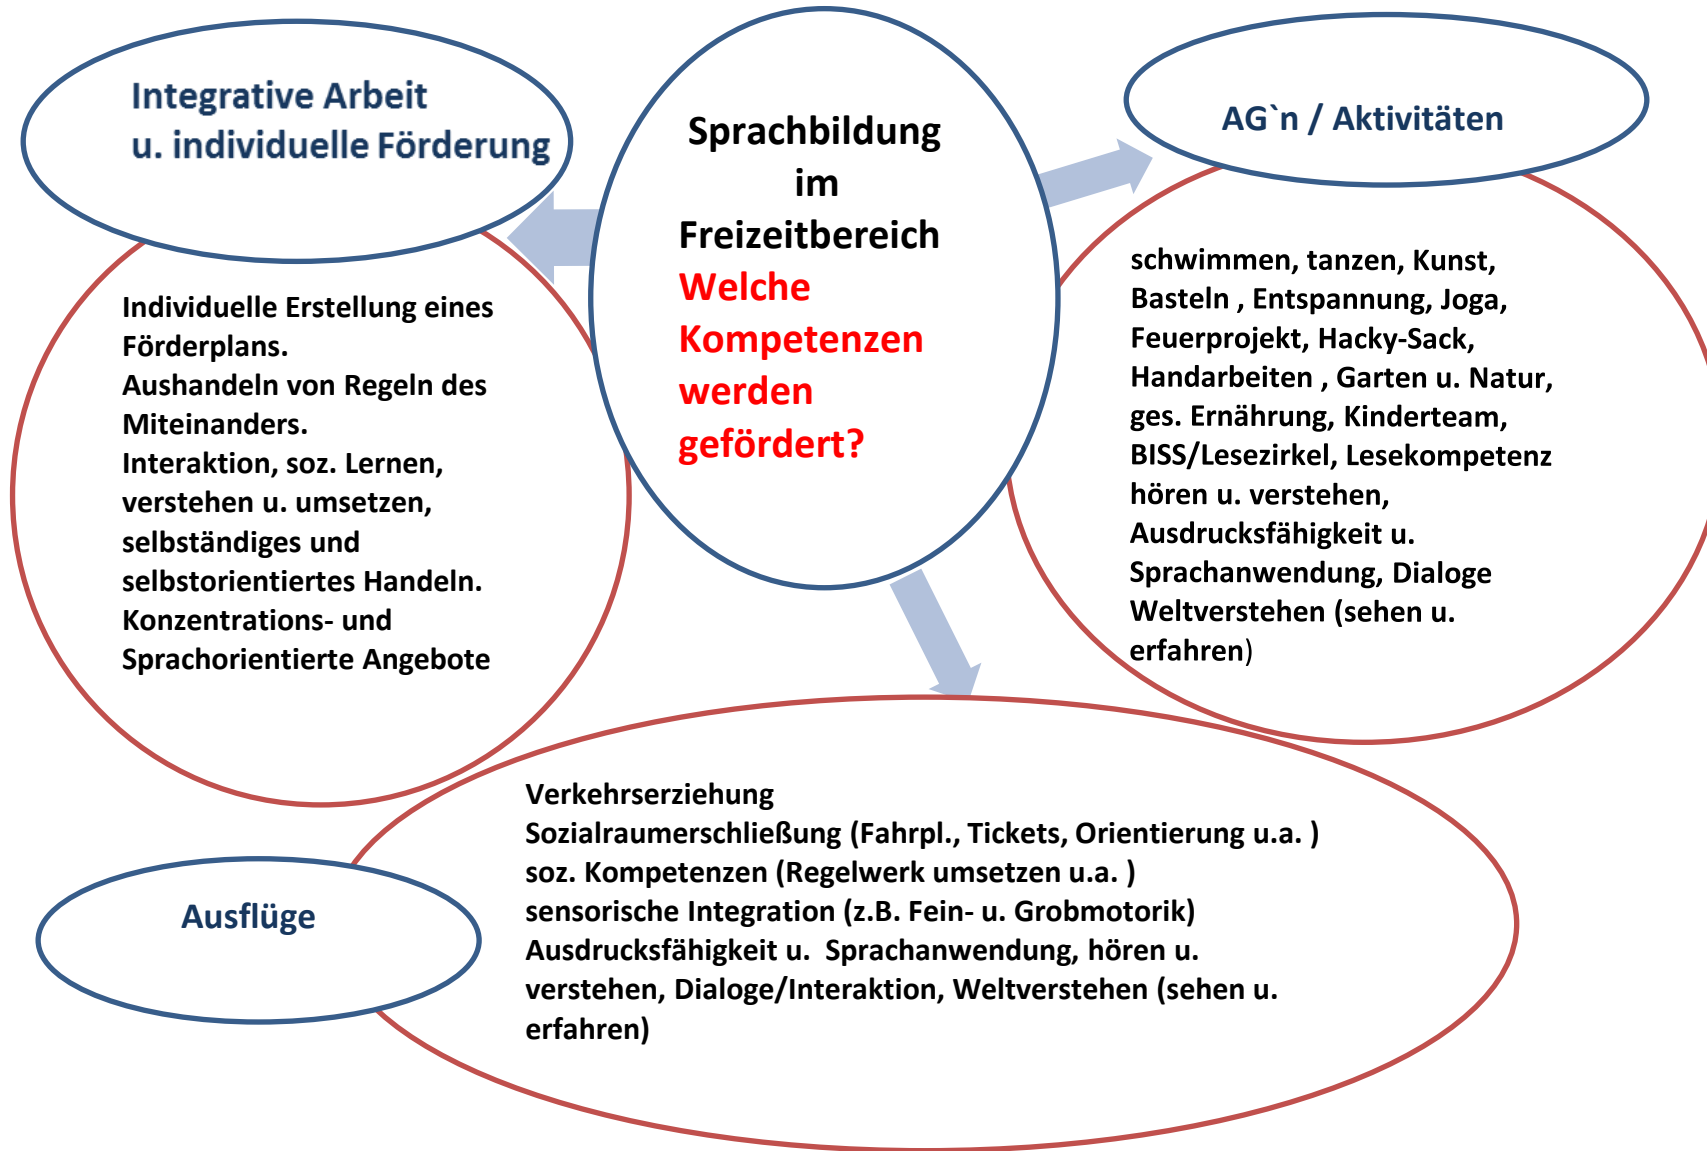 Integrative Arbeit
u. individuelle Förderung
Individuelle Erstellung eines
Förderplans.
Aushandeln von Regeln des
Miteinanders.
Interaktion, soz. Lernen,
verstehen u. umsetzen,
selbständiges und
selbstorientiertes Handeln.
Konzentrations- und
Sprachorientierte Angebote
Sprachbildung
im
Freizeitbereich
Welche
Kompetenzen
werden
gefördert?
AG`n / Aktivitäten
schwimmen, tanzen, Kunst,
Basteln , Entspannung, Joga,
Feuerprojekt, Hacky-Sack,
Handarbeiten , Garten u. Natur,
ges. Ernährung, Kinderteam,
BISS/Lesezirkel, Lesekompetenz
hören u. verstehen,
Ausdrucksfähigkeit u.
Sprachanwendung, Dialoge
Weltverstehen (sehen u.
erfahren)
Ausflüge
Verkehrserziehung
Sozialraumerschließung (Fahrpl., Tickets, Orientierung u.a. )
soz. Kompetenzen (Regelwerk umsetzen u.a. )
sensorische Integration (z.B. Fein- u. Grobmotorik)
Ausdrucksfähigkeit u.  Sprachanwendung, hören u.
verstehen, Dialoge/Interaktion, Weltverstehen (sehen u.
erfahren)